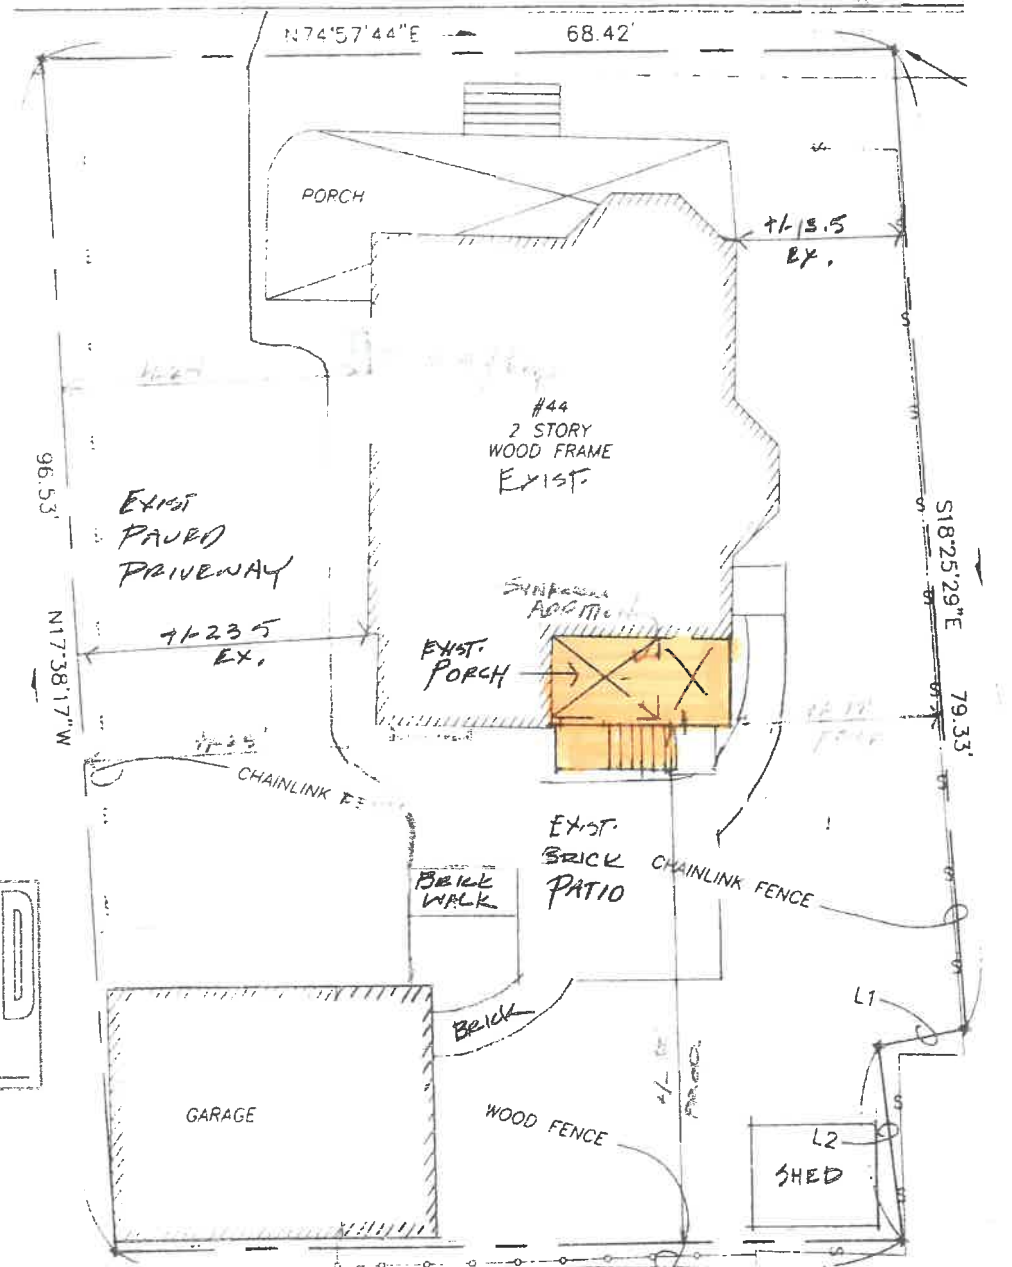 N74°57'44"E 68.42'
PORCH
+/-13.5
EX.
#44
2 STORY
WOOD FRAME
EXIST.
96.53'
N17°38'17"W
EXIST
PAVED
DRIVEWAY
+/-23.5
EX.
S18°25'29"E
79.33'
EXIST.
PORCH
+/-25'
CHAINLINK
EXIST.
BRICK
PATIO
CHAINLINK FENCE
BRICK
WALK
BRICK
L1
GARAGE
WOOD FENCE
+/-
L2
SHED
S
S
S
S
S
S
S
S
S
S